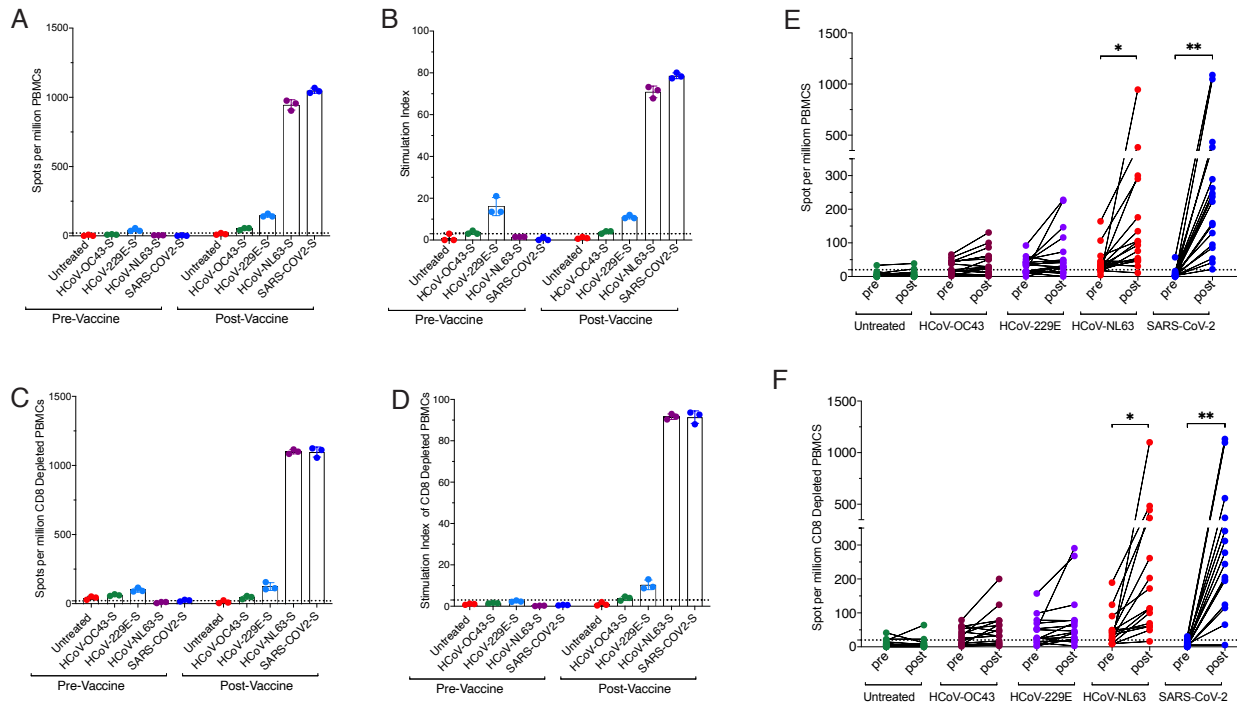 A
Spots per million PBMCs
1500
1000
500
0
Untreated
HCoV-OC43-S
HCoV-229E-S
HCoV-NL63-S
SARS-COV2-S
Untreated
HCoV-OC43-S
HCoV-229E-S
HCoV-NL63-S
SARS-COV2-S
Pre-Vaccine
Post-Vaccine
B
Stimulation Index
100
80
60
40
20
0
Untreated
HCoV-OC43-S
HCoV-229E-S
HCoV-NL63-S
SARS-COV2-S
Untreated
HCoV-OC43-S
HCoV-229E-S
HCoV-NL63-S
SARS-COV2-S
Pre-Vaccine
Post-Vaccine
E
Spot per milliom PBMCS
1500
1000
500
200
100
50
0
*
**
pre
post
pre
post
pre
post
pre
post
pre
post
Untreated
HCoV-OC43
HCoV-229E
HCoV-NL63
SARS-CoV-2
C
Spots per million CD8 Depleted PBMCs
1500
1000
500
0
Untreated
HCoV-OC43-S
HCoV-229E-S
HCoV-NL63-S
SARS-COV2-S
Untreated
HCoV-OC43-S
HCoV-229E-S
HCoV-NL63-S
SARS-COV2-S
Pre-Vaccine
Post-Vaccine
D
Stimulation Index of CD8 Depleted PBMCs
100
75
50
25
0
Untreated
HCoV-OC43-S
HCoV-229E-S
HCoV-NL63-S
SARS-COV2-S
Untreated
HCoV-OC43-S
HCoV-229E-S
HCoV-NL63-S
SARS-COV2-S
Pre-Vaccine
Post-Vaccine
F
Spot per milliom CD8 Depleted PBMCS
1500
1000
500
300
200
100
50
0
*
**
pre
post
pre
post
pre
post
pre
post
pre
post
Untreated
HCoV-OC43
HCoV-229E
HCoV-NL63
SARS-CoV-2